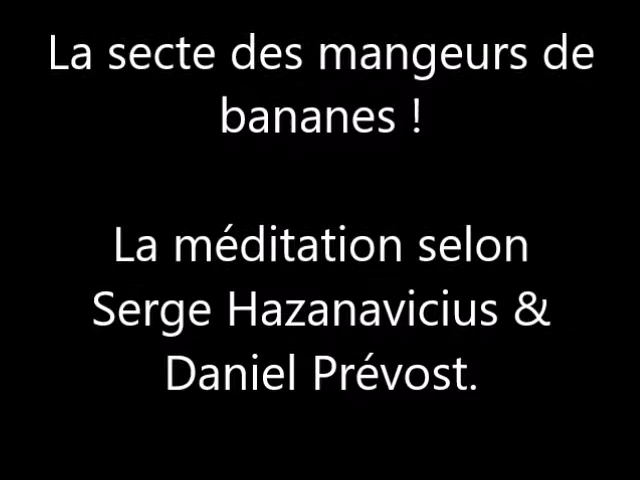 La secte des mangeurs de
bananes !
La méditation selon
Serge Hazanavicius &
Daniel Prévost.